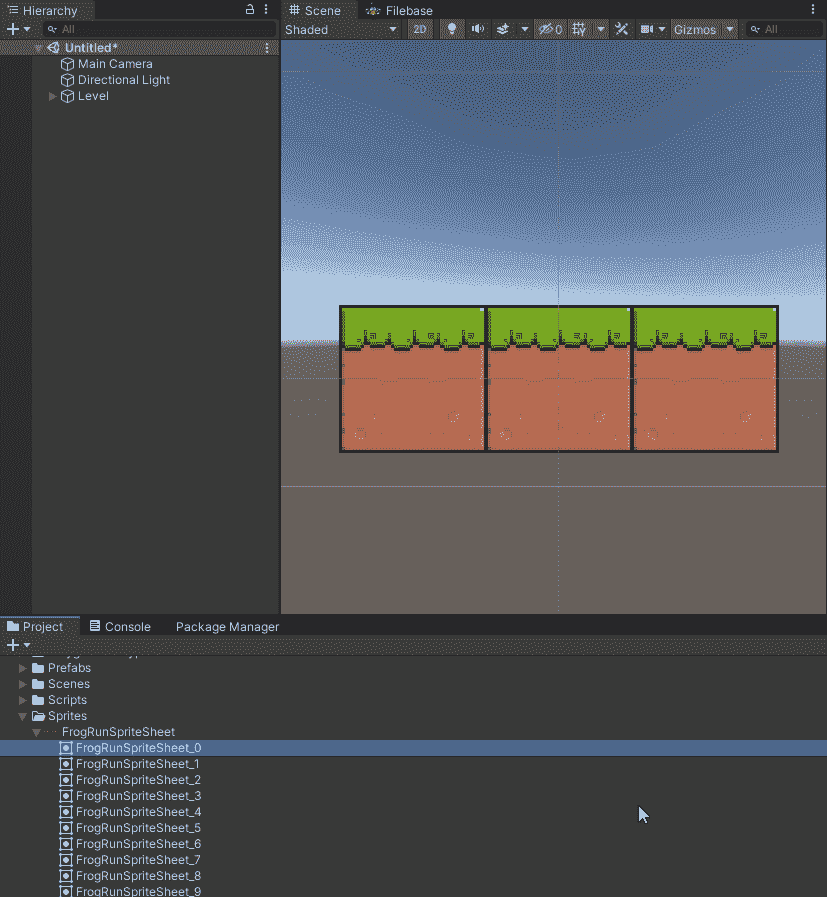 Hierarchy
All
Untitled*
Main Camera
Directional Light
Level
Scene
Filebase
Shaded
2D
0
Gizmos
All
Project
Console
Package Manager
Prefabs
Scenes
Scripts
Sprites
FrogRunSpriteSheet
FrogRunSpriteSheet_0
FrogRunSpriteSheet_1
FrogRunSpriteSheet_2
FrogRunSpriteSheet_3
FrogRunSpriteSheet_4
FrogRunSpriteSheet_5
FrogRunSpriteSheet_6
FrogRunSpriteSheet_7
FrogRunSpriteSheet_8
FrogRunSpriteSheet_9